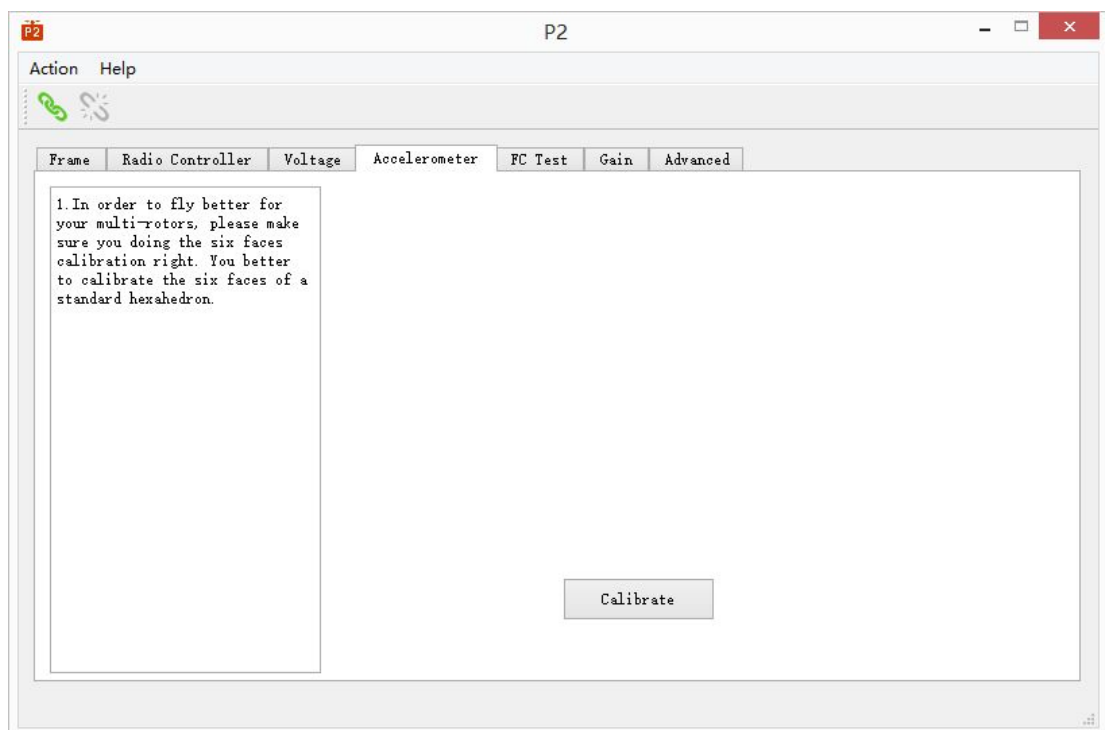 P2
P2
Action Help
Frame Radio Controller Voltage Accelerometer FC Test Gain Advanced
1.In order to fly better for
your multi-rotors, please make
sure you doing the six faces
calibration right. You better
to calibrate the six faces of a
standard hexahedron.
Calibrate